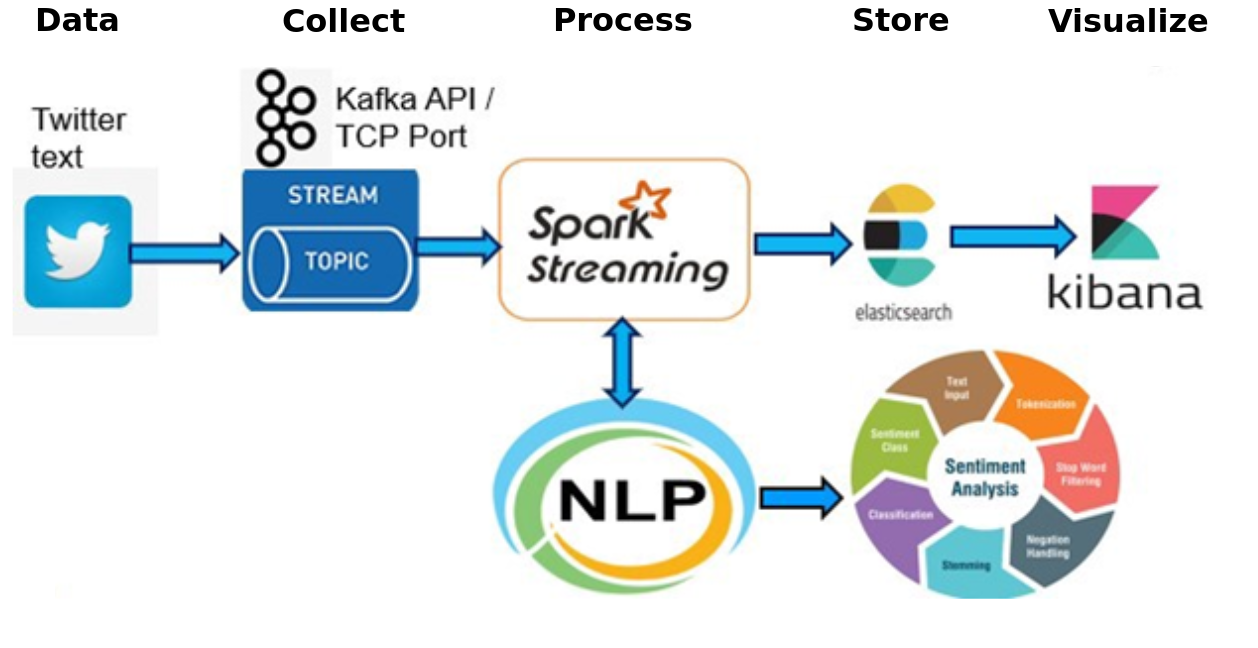 Data
Collect
Process
Store
Visualize
Twitter
text
Kafka API /
TCP Port
STREAM
TOPIC
Spark
Streaming
elasticsearch
kibana
NLP
Sentiment
Analysis
Text
Input
Tokenization
Stop Word
Filtering
Negation
Handling
Stemming
Classification
Sentiment
Class